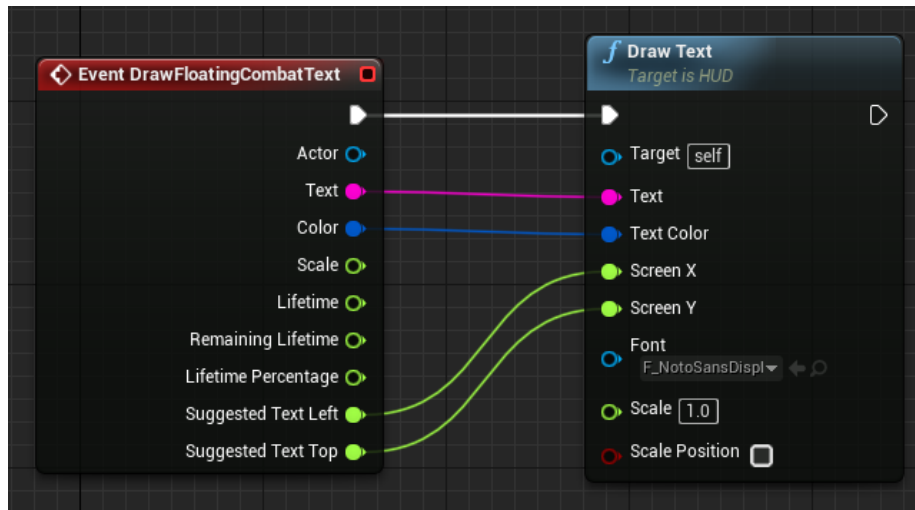 Event DrawFloatingCombatText
Actor
Text
Color
Scale
Lifetime
Remaining Lifetime
Lifetime Percentage
Suggested Text Left
Suggested Text Top
f Draw Text
Target is HUD
Target self
Text
Text Color
Screen X
Screen Y
Font
F_NotoSansDispl
Scale 1.0
Scale Position